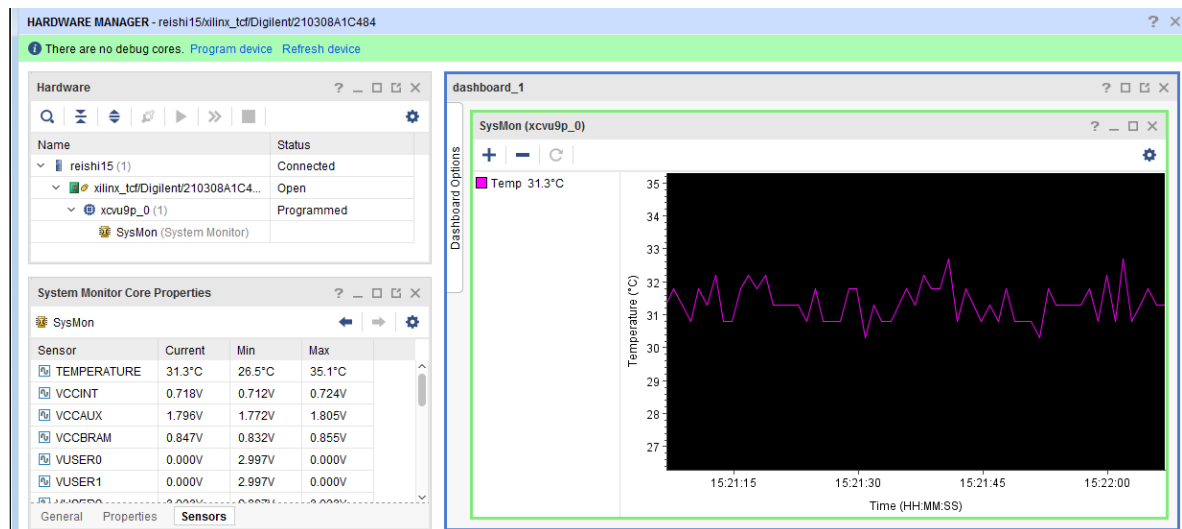 HARDWARE MANAGER - reishi15/xilinx_tcf/Digilent/210308A1C484
There are no debug cores. Program device Refresh device
Hardware
Name Status
reishi15 (1) Connected
xilinx_tcf/Digilent/210308A1C4... Open
xcvu9p_0 (1) Programmed
SysMon (System Monitor)
System Monitor Core Properties
SysMon
Sensor Current Min Max
TEMPERATURE 31.3°C 26.5°C 35.1°C
VCCINT 0.718V 0.712V 0.724V
VCCAUX 1.796V 1.772V 1.805V
VCCBRAM 0.847V 0.832V 0.855V
VUSER0 0.000V 2.997V 0.000V
VUSER1 0.000V 2.997V 0.000V
General Properties Sensors
dashboard_1
Dashboard Options
SysMon (xcvu9p_0)
Temp 31.3°C
Temperature (°C)
35
34
33
32
31
30
29
28
27
15:21:15 15:21:30 15:21:45 15:22:00
Time (HH:MM:SS)